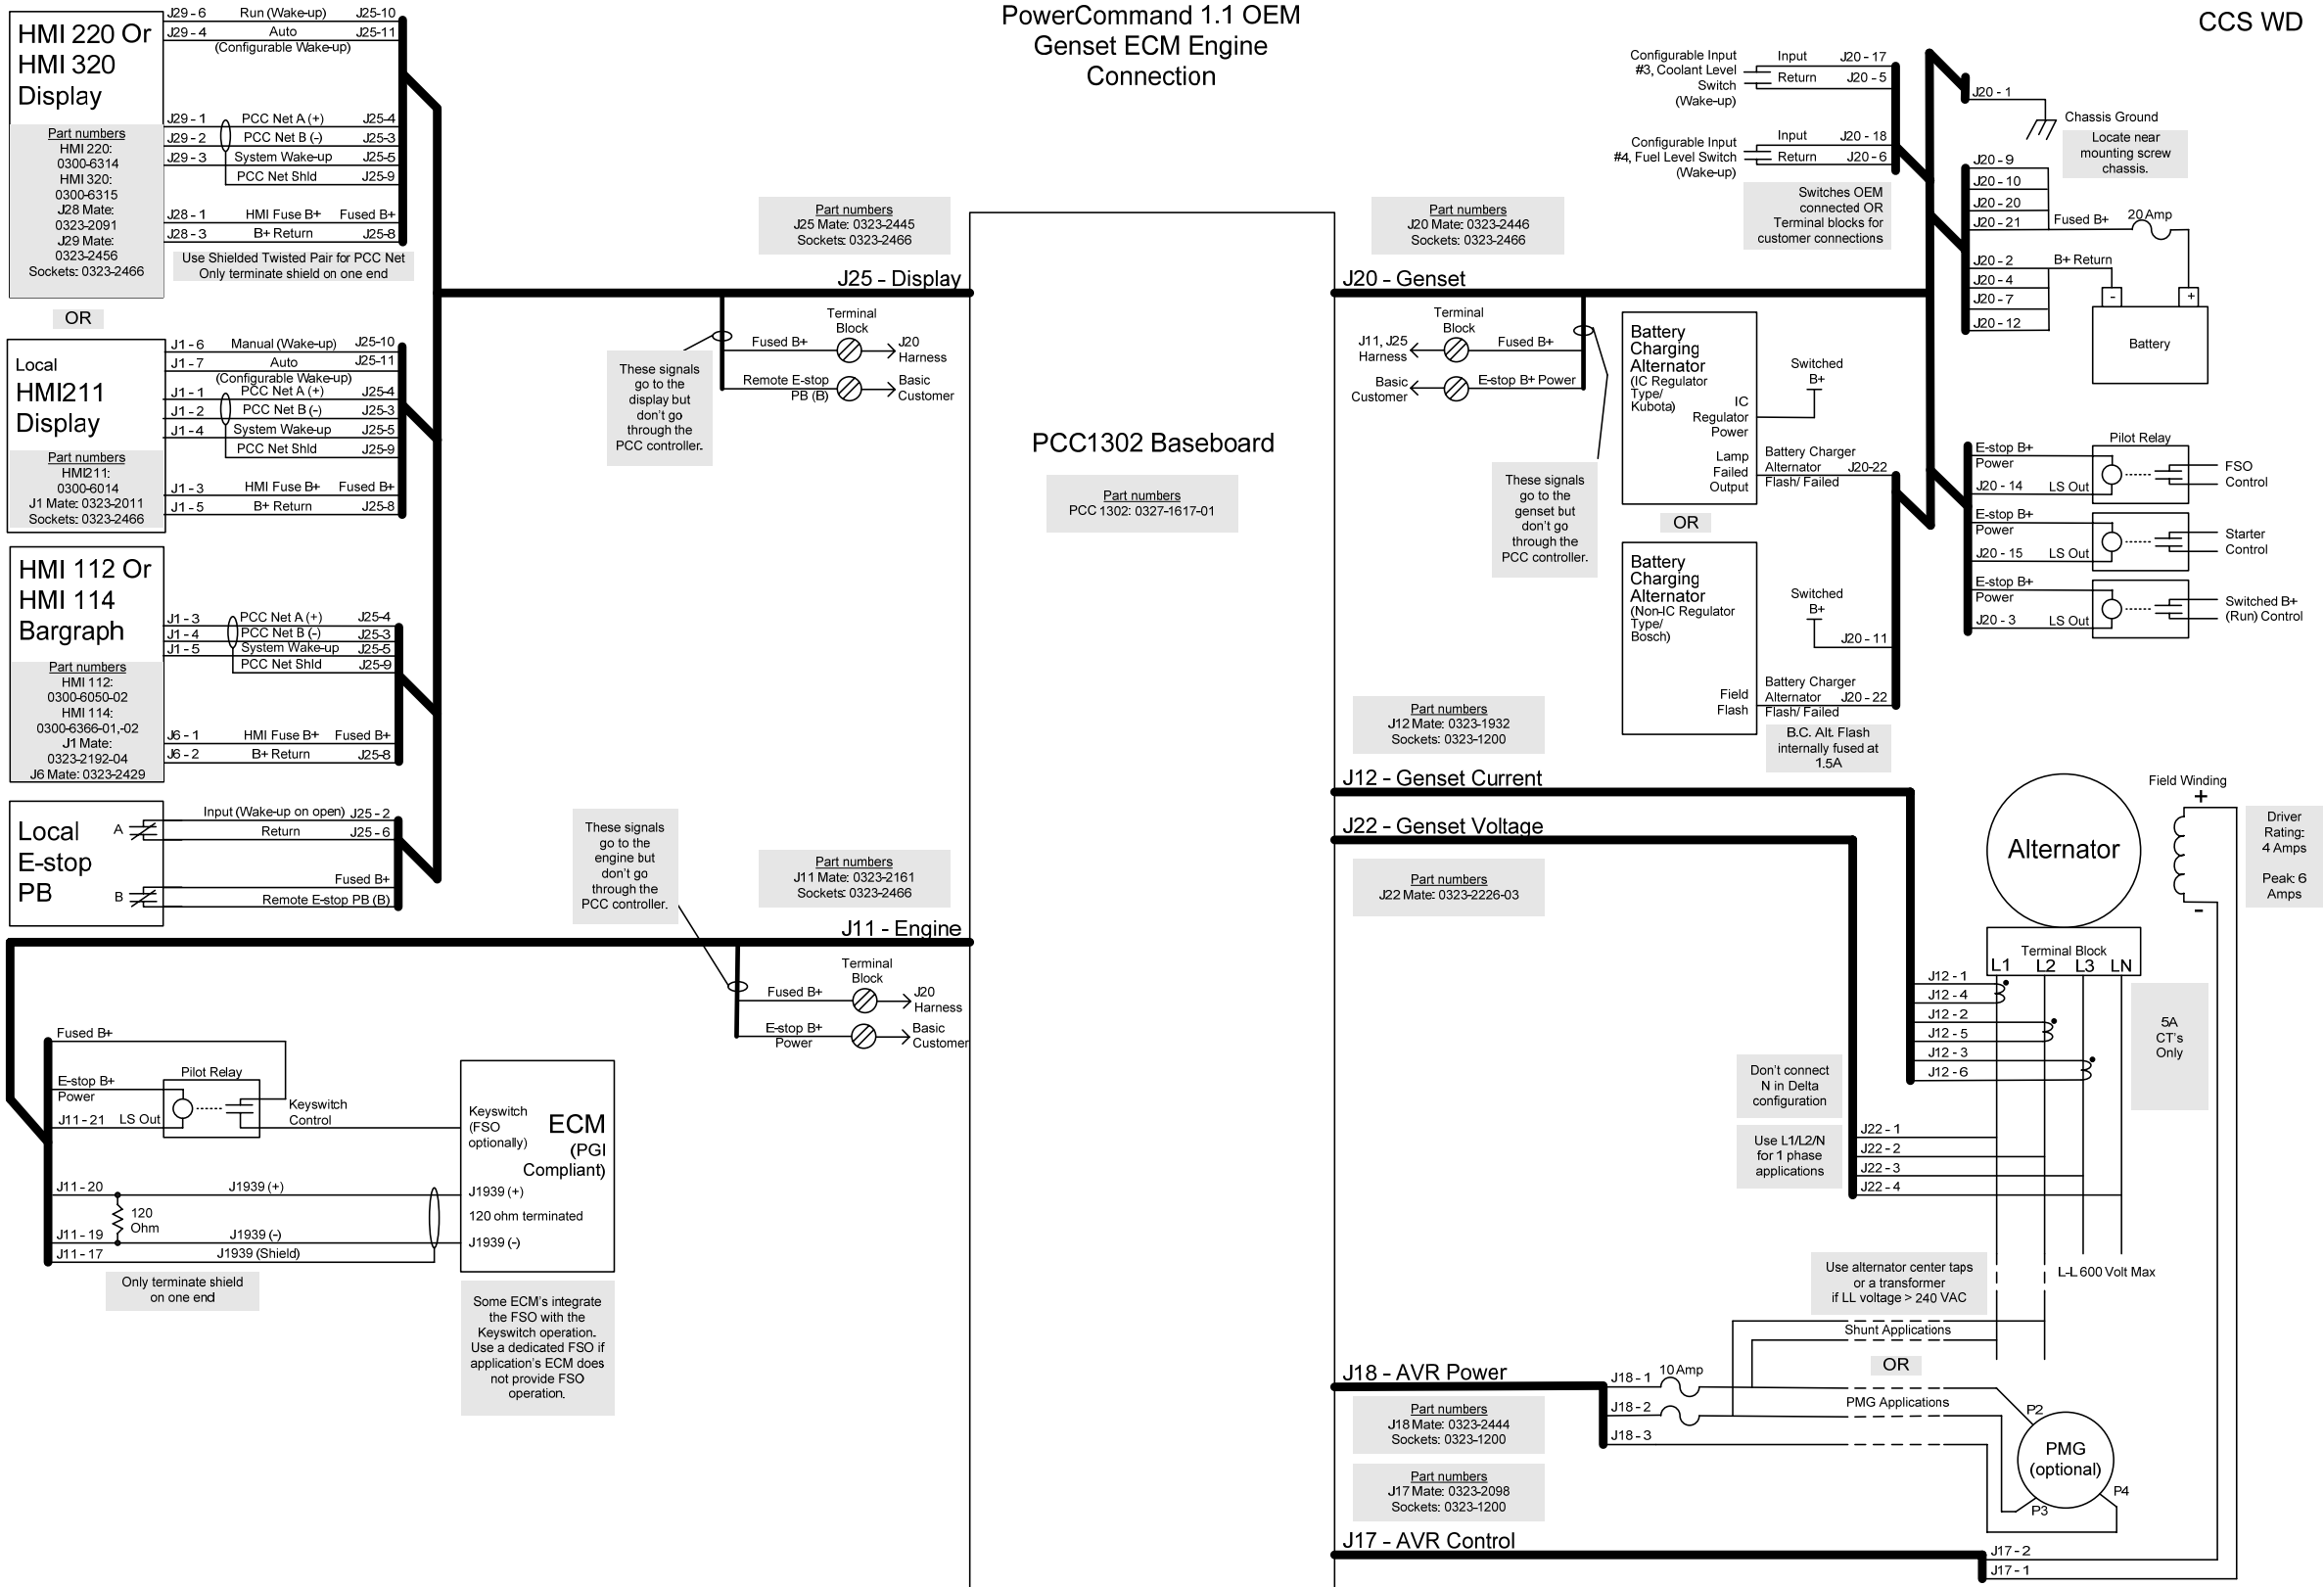 PowerCommand 1.1 OEM
Genset ECM Engine
Connection
CCS WD
HMI 220 Or
HMI 320
Display
Part numbers
HMI 220:
0300-6314
HMI 320:
0300-6315
J28 Mate:
0323-2091
J29 Mate:
0323-2456
Sockets: 0323-2466
J29 - 6 Run (Wake-up) J25-10
J29 - 4 Auto J25-11
(Configurable Wake-up)
J29 - 1 PCC Net A (+) J25-4
J29 - 2 PCC Net B (-) J25-3
J29 - 3 System Wake-up J25-5
PCC Net Shld J25-9
J28 - 1 HMI Fuse B+ Fused B+
J28 - 3 B+ Return J25-8
Use Shielded Twisted Pair for PCC Net
Only terminate shield on one end
OR
Local
HMI211
Display
Part numbers
HMI211:
0300-6014
J1 Mate: 0323-2011
Sockets: 0323-2466
J1 - 6 Manual (Wake-up) J25-10
J1 - 7 Auto J25-11
(Configurable Wake-up)
J1 - 1 PCC Net A (+) J25-4
J1 - 2 PCC Net B (-) J25-3
J1 - 4 System Wake-up J25-5
PCC Net Shld J25-9
J1 - 3 HMI Fuse B+ Fused B+
J1 - 5 B+ Return J25-8
HMI 112 Or
HMI 114
Bargraph
Part numbers
HMI 112:
0300-6050-02
HMI 114:
0300-6366-01,-02
J1 Mate:
0323-2192-04
J6 Mate: 0323-2429
J1 - 3 PCC Net A (+) J25-4
J1 - 4 PCC Net B (-) J25-3
J1 - 5 System Wake-up J25-5
PCC Net Shld J25-9
J6 - 1 HMI Fuse B+ Fused B+
J6 - 2 B+ Return J25-8
Local
E-stop
PB
A
B
Input (Wake-up on open) J25 - 2
Return J25 - 6
Fused B+
Remote E-stop PB (B)
Part numbers
J25 Mate: 0323-2445
Sockets: 0323-2466
J25 - Display
Terminal
Block
Fused B+
J20
Harness
Remote E-stop
PB (B)
Basic
Customer
These signals
go to the
display but
don't go
through the
PCC controller.
These signals
go to the
engine but
don't go
through the
PCC controller.
Part numbers
J11 Mate: 0323-2161
Sockets: 0323-2466
J11 - Engine
Terminal
Block
Fused B+
J20
Harness
E-stop B+
Power
Basic
Customer
Fused B+
E-stop B+
Power
J11 - 21 LS Out
Pilot Relay
Keyswitch
Control
J11 - 20 J1939 (+)
120
Ohm
J11 - 19 J1939 (-)
J11 - 17 J1939 (Shield)
Only terminate shield
on one end
Keyswitch
(FSO
optionally)
ECM
(PGI
Compliant)
J1939 (+)
120 ohm terminated
J1939 (-)
Some ECM's integrate
the FSO with the
Keyswitch operation.
Use a dedicated FSO if
application's ECM does
not provide FSO
operation.
PCC1302 Baseboard
Part numbers
PCC 1302: 0327-1617-01
Part numbers
J20 Mate: 0323-2446
Sockets: 0323-2466
J20 - Genset
Terminal
Block
J11, J25
Harness
Fused B+
Basic
Customer
E-stop B+ Power
These signals
go to the
genset but
don't go
through the
PCC controller.
Configurable Input
#3, Coolant Level
Switch
(Wake-up)
Input J20 - 17
Return J20 - 5
Configurable Input
#4, Fuel Level Switch
(Wake-up)
Input J20 - 18
Return J20 - 6
Switches OEM
connected OR
Terminal blocks for
customer connections
J20 - 1
Chassis Ground
Locate near
mounting screw
chassis.
J20 - 9
J20 - 10
J20 - 20
J20 - 21
Fused B+ 20 Amp
J20 - 2 B+ Return
J20 - 4
J20 - 7
J20 - 12
- +
Battery
Battery
Charging
Alternator
(IC Regulator
Type/
Kubota)
IC
Regulator
Power
Lamp
Failed
Output
Switched
B+
Battery Charger
Alternator J20-22
Flash/ Failed
OR
Battery
Charging
Alternator
(Non-IC Regulator
Type/
Bosch)
Field
Flash
Switched
B+
J20 - 11
Battery Charger
Alternator J20 - 22
Flash/ Failed
B.C. Alt. Flash
internally fused at
1.5A
E-stop B+
Power
J20 - 14 LS Out
Pilot Relay
FSO
Control
E-stop B+
Power
J20 - 15 LS Out
Starter
Control
E-stop B+
Power
J20 - 3 LS Out
Switched B+
(Run) Control
Part numbers
J12 Mate: 0323-1932
Sockets: 0323-1200
J12 - Genset Current
J22 - Genset Voltage
Part numbers
J22 Mate: 0323-2226-03
Alternator
Terminal Block
L1 L2 L3 LN
Field Winding
+
-
Driver
Rating:
4 Amps
Peak: 6
Amps
J12 - 1
J12 - 4
J12 - 2
J12 - 5
J12 - 3
J12 - 6
5A
CT's
Only
Don't connect
N in Delta
configuration
Use L1/L2/N
for 1 phase
applications
J22 - 1
J22 - 2
J22 - 3
J22 - 4
Use alternator center taps
or a transformer
if LL voltage > 240 VAC
L-L 600 Volt Max
Shunt Applications
OR
J18 - AVR Power
Part numbers
J18 Mate: 0323-2444
Sockets: 0323-1200
J18 - 1 10 Amp
J18 - 2
J18 - 3
PMG Applications
P2
PMG
(optional)
P3
P4
Part numbers
J17 Mate: 0323-2098
Sockets: 0323-1200
J17 - AVR Control
J17 - 2
J17 - 1